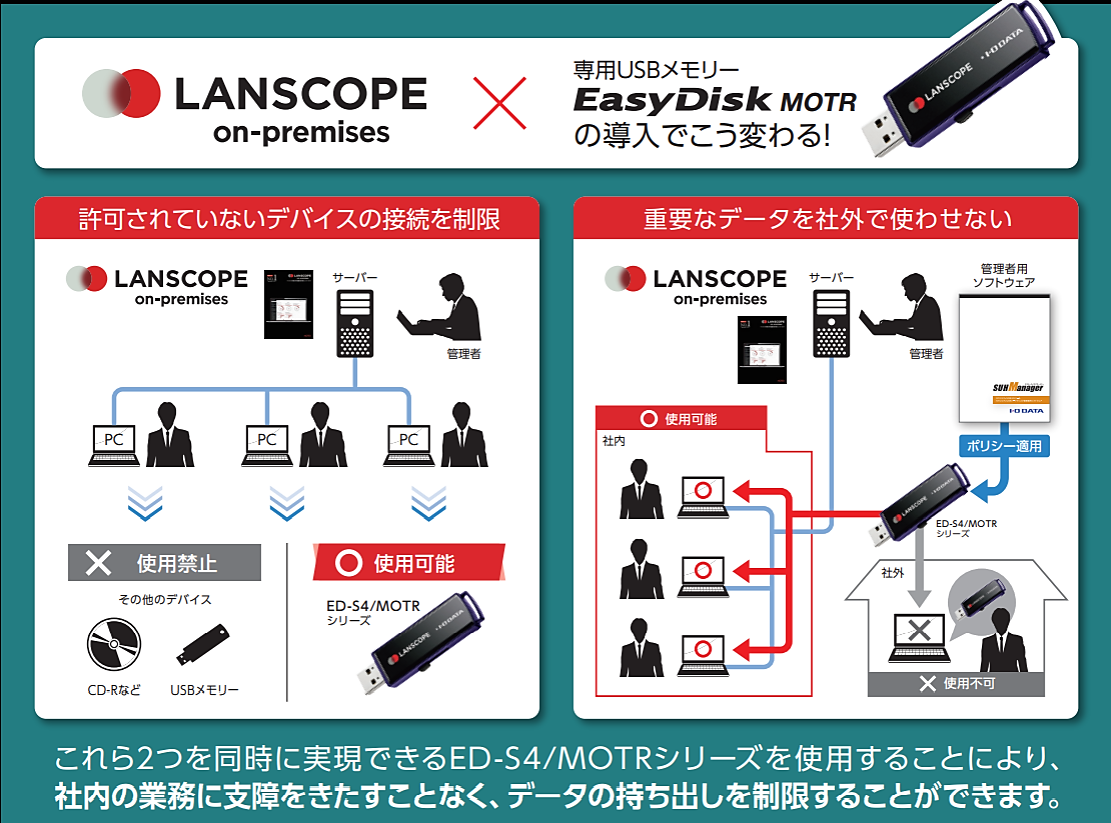 LANSCOPE
on-premises
専用USBメモリー
EasyDisk MOTR
の導入でこう変わる!
LANSCOPE
I-O DATA
許可されていないデバイスの接続を制限
LANSCOPE
on-premises
サーバー
管理者
PC
PC
PC
使用禁止
その他のデバイス
CD-Rなど
USBメモリー
使用可能
ED-S4/MOTR
シリーズ
LANSCOPE
I-O DATA
重要なデータを社外で使わせない
LANSCOPE
on-premises
サーバー
管理者
管理者用
ソフトウェア
SUHManager
I-O DATA
ポリシー適用
使用可能
社内
LANSCOPE
I-O DATA
ED-S4/MOTR
シリーズ
社外
使用不可
これら2つを同時に実現できるED-S4/MOTRシリーズを使用することにより、
社内の業務に支障をきたすことなく、データの持ち出しを制限することができます。